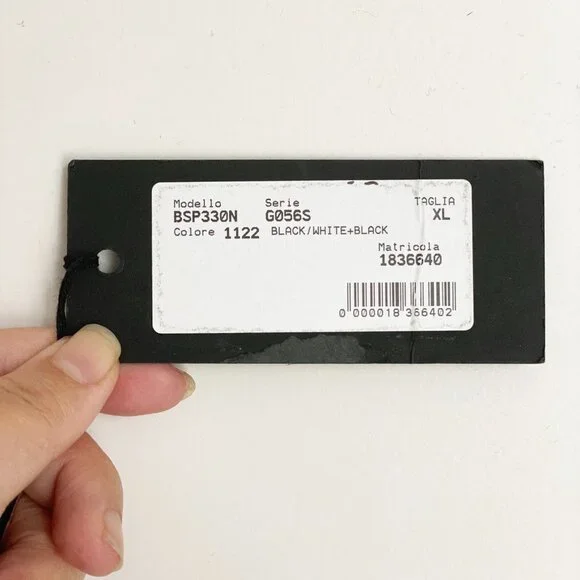 Modello Serie TAGLIA
BSP330N G056S XL
Colore 1122 BLACK/WHITE+BLACK
Matricola
1836640
0 000018 366402